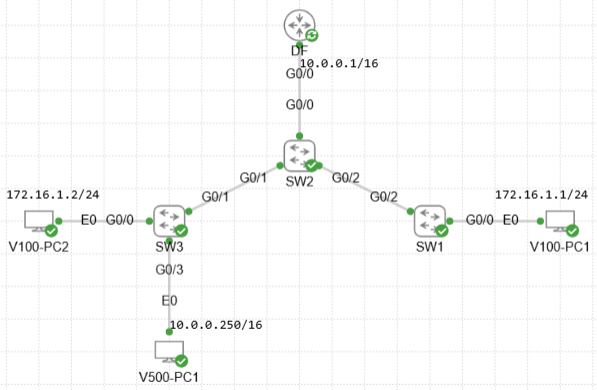 DF
10.0.0.1/16
G0/0
G0/0
SW2
G0/1
G0/2
G0/1
G0/2
172.16.1.2/24
172.16.1.1/24
E0
G0/0
G0/0
E0
V100-PC2
SW3
SW1
V100-PC1
G0/3
E0
10.0.0.250/16
V500-PC1